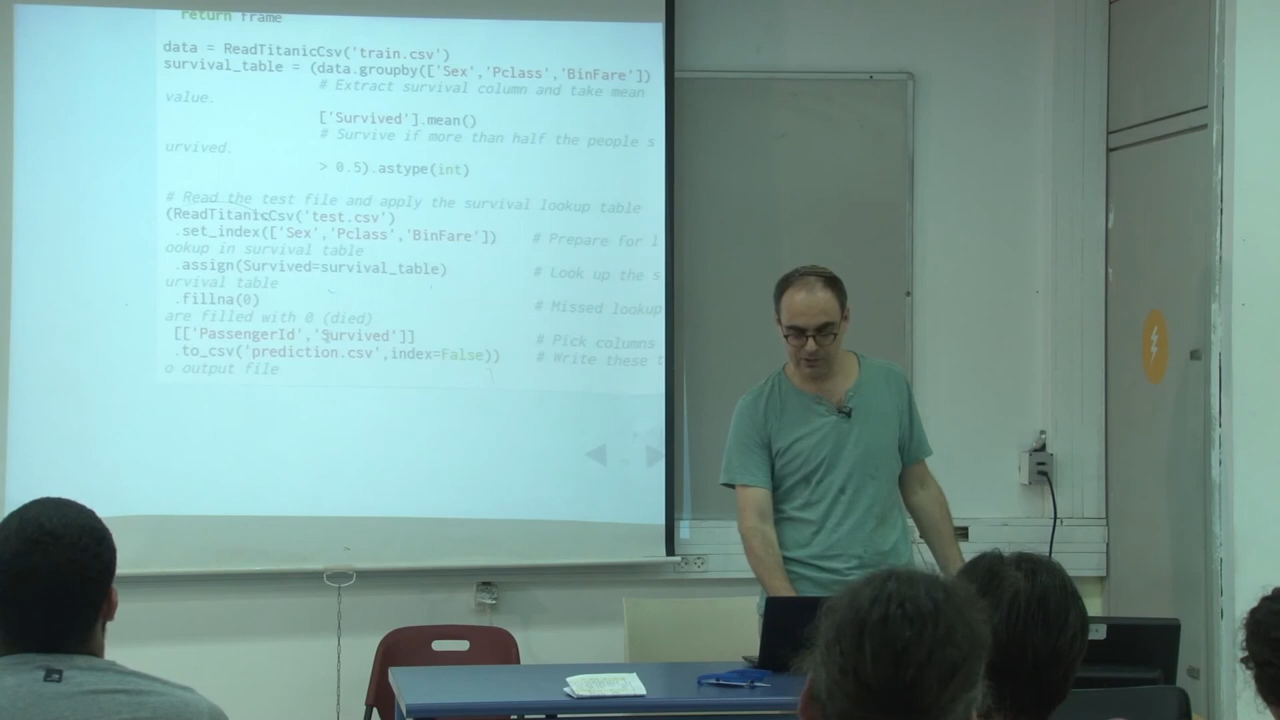 return frame
data = ReadTitanicCsv('train.csv')
survival_table = (data.groupby(['Sex','Pclass','BinFare'])
# Extract survival column and take mean
value.
['Survived'].mean()
# Survive if more than half the people s
urvived.
> 0.5).astype(int)
# Read the test file and apply the survival lookup table
(ReadTitanicCsv('test.csv')
.set_index(['Sex','Pclass','BinFare']) # Prepare for l
ookup in survival table
.assign(Survived=survival_table) # Look up the s
urvival table
.fillna(0) # Missed lookup
are filled with 0 (died)
[['PassengerId','Survived']] # Pick columns
.to_csv('prediction.csv',index=False)) # Write these t
o output file